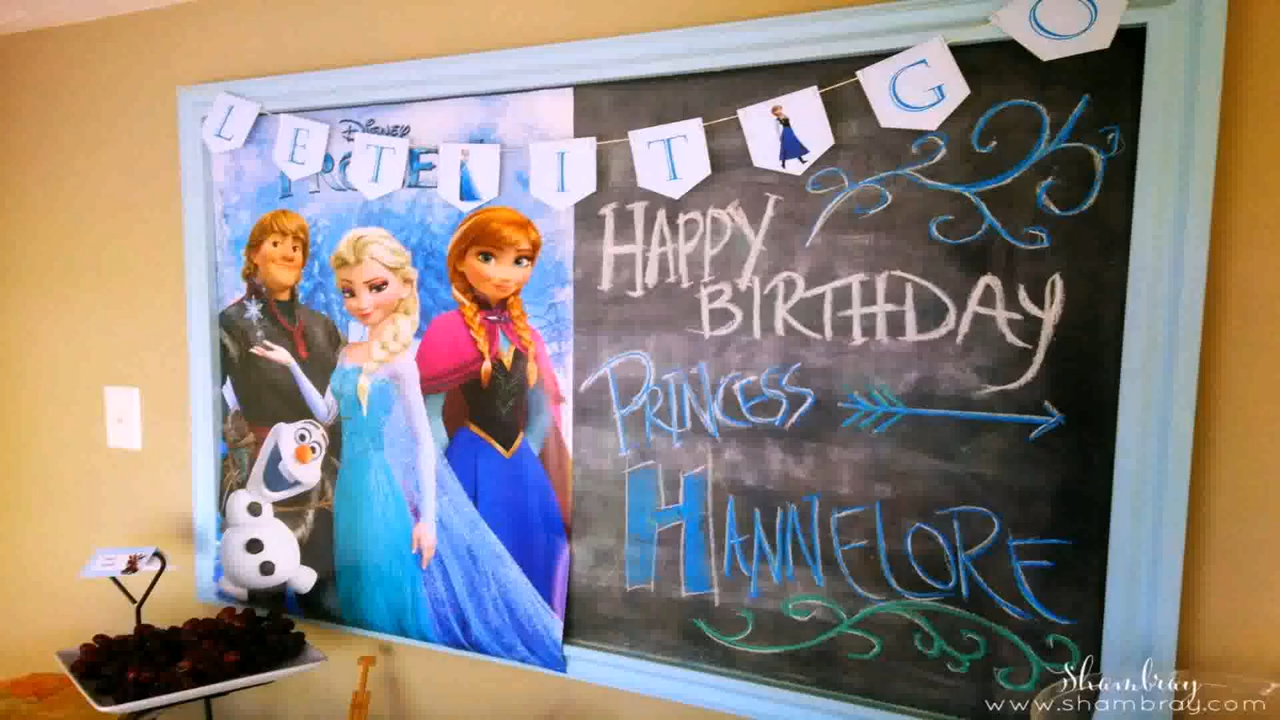 LET IT GO
DISNEY
FROZEN
HAPPY
BIRTHDAY
PRINCESS
HANNELORE
Shambray
www.shambray.com